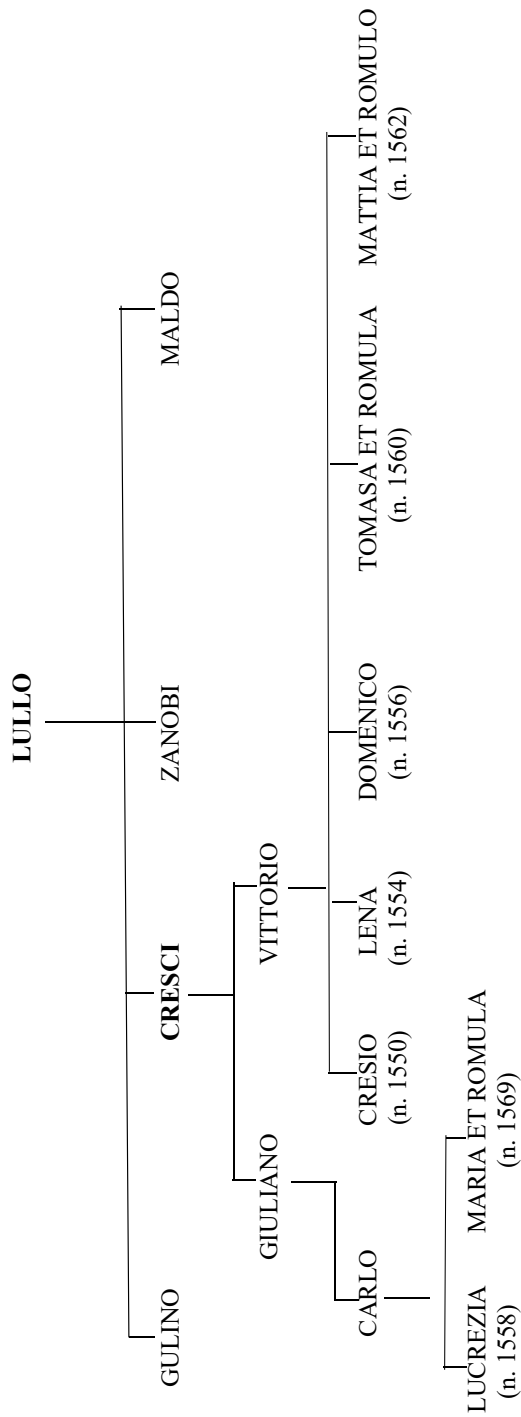 LULLO
GULINO
CRESCI
ZANOBI
MALDO
GIULIANO
VITTORIO
CARLO
CRESIO
(n. 1550)
LENA
(n. 1554)
DOMENICO
(n. 1556)
TOMASA ET ROMULA
(n. 1560)
MATTIA ET ROMULO
(n. 1562)
LUCREZIA
(n. 1558)
MARIA ET ROMULA
(n. 1569)